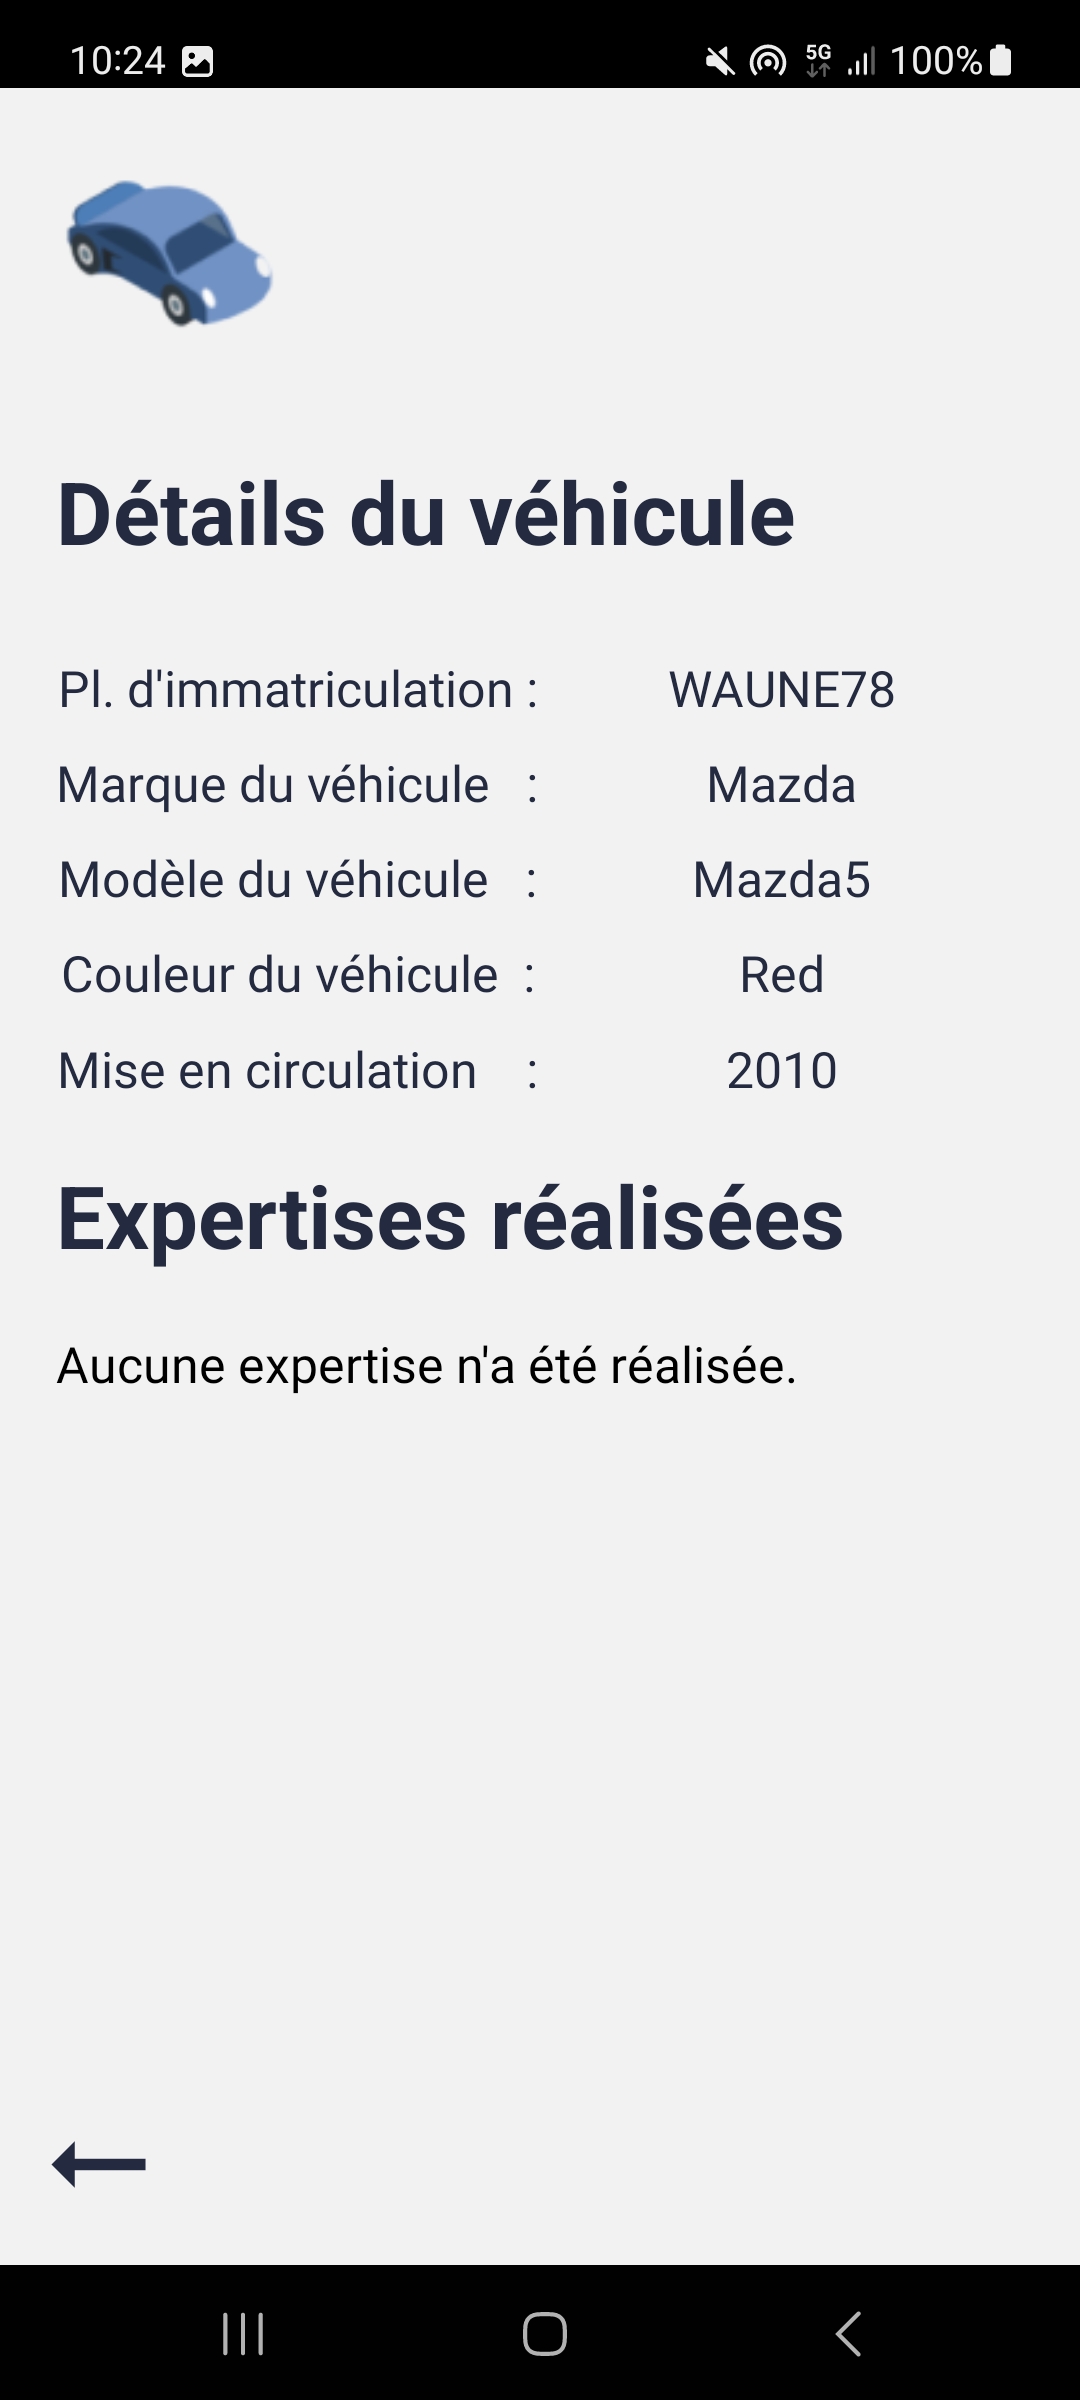 10:24 5G 100%
Détails du véhicule
Pl. d'immatriculation : WAUNE78
Marque du véhicule : Mazda
Modèle du véhicule : Mazda5
Couleur du véhicule : Red
Mise en circulation : 2010
Expertises réalisées
Aucune expertise n'a été réalisée.